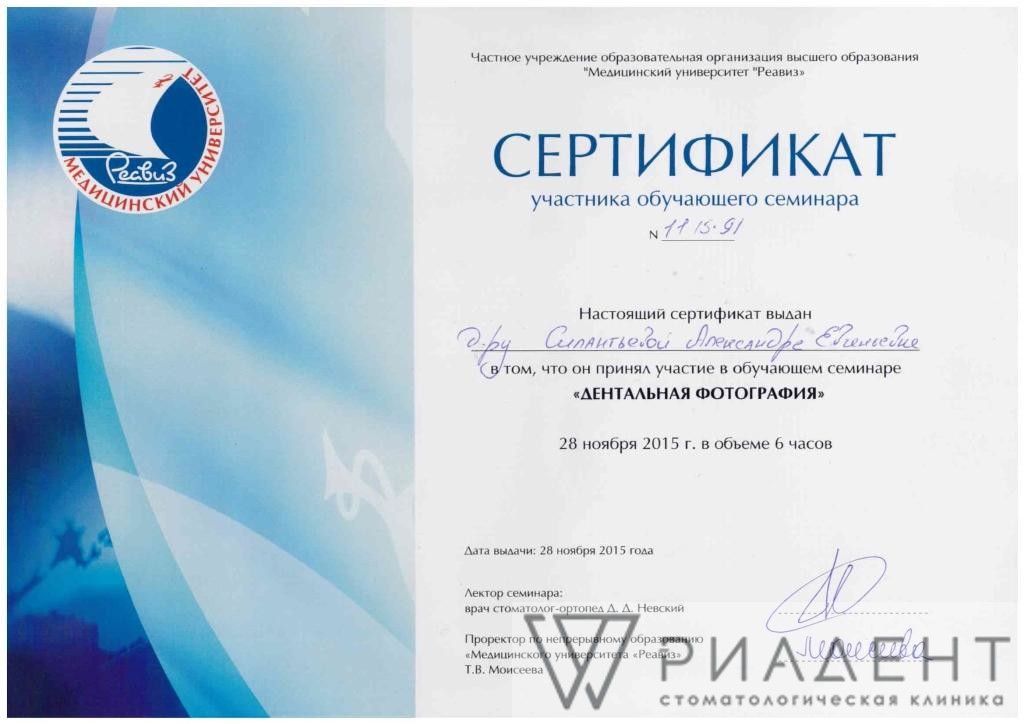 Частное учреждение образовательная организация высшего образования
"Медицинский университет "Реавиз»
Реавиз
МЕДИЦИНСКИЙ УНИВЕРСИТЕТ
СЕРТИФИКАТ
участника обучающего семинара
N 1115-91
Настоящий сертификат выдан
д-ру Силантьевой Александре Евгеньевне
в том, что он принял участие в обучающем семинаре
«ДЕНТАЛЬНАЯ ФОТОГРАФИЯ»
28 ноября 2015 г. в объеме 6 часов
Дата выдачи: 28 ноября 2015 года
Лектор семинара:
врач стоматолог-ортопед Д. Д. Невский
Проректор по непрерывному образованию
«Медицинского университета «Реавиз»
Т.В. Моисеева
Моисеева
РИАДЕНТ
стоматологическая клиника